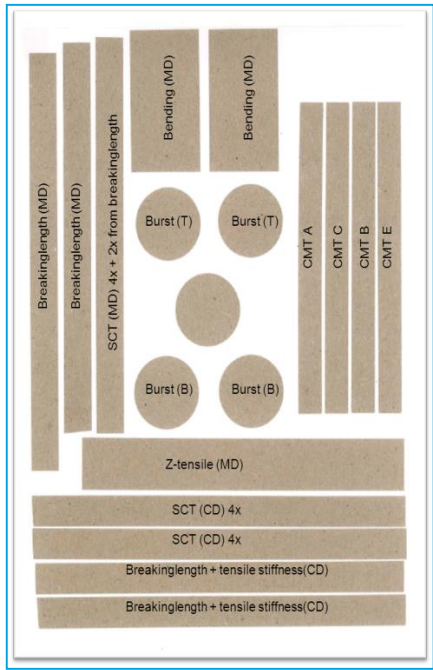 Breakinglength (MD)
Breakinglength (MD)
SCT (MD) 4x + 2x from breakinglength
Bending (MD)
Bending (MD)
Burst (T)
Burst (T)
CMT A
CMT C
CMT B
CMT E
Burst (B)
Burst (B)
Z-tensile (MD)
SCT (CD) 4x
SCT (CD) 4x
Breakinglength + tensile stiffness(CD)
Breakinglength + tensile stiffness(CD)